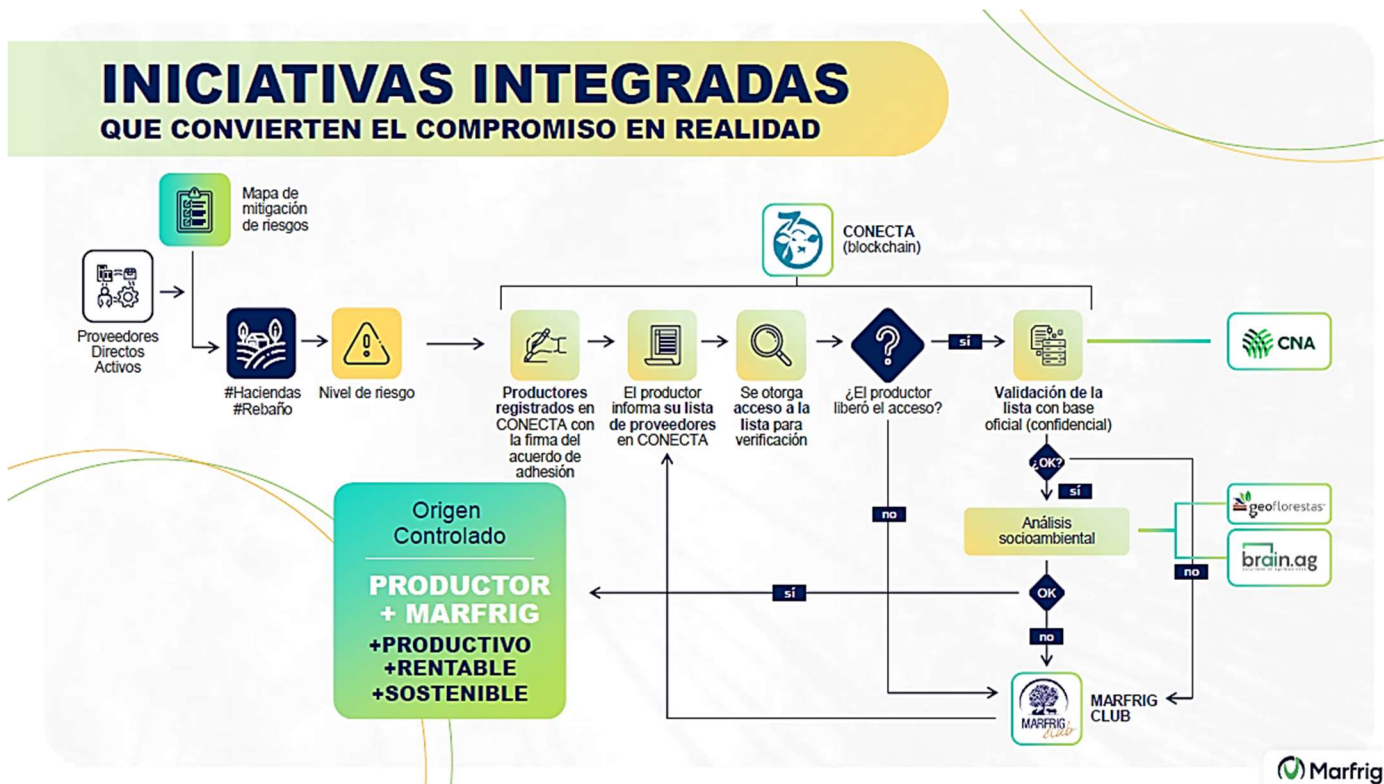 INICIATIVAS INTEGRADAS
QUE CONVIERTEN EL COMPROMISO EN REALIDAD
Mapa de
mitigación
de riesgos
Proveedores
Directos
Activos
#Haciendas
#Rebaño
Nivel de riesgo
CONECTA
(blockchain)
Productores
registrados en
CONECTA con
la firma del
acuerdo de
adhesión
El productor
informa su lista
de proveedores
en CONECTA
Se otorga
acceso a la
lista para
verificación
¿El productor
liberó el acceso?
sí
Validación de la
lista con base
oficial (confidencial)
CNA
¿OK?
sí
no
Análisis
socioambiental
geoflorestas
brain.ag
no
OK
sí
no
MARFRIG
club
MARFRIG
CLUB
Origen
Controlado
PRODUCTOR
+ MARFRIG
+PRODUCTIVO
+RENTABLE
+SOSTENIBLE
Marfrig